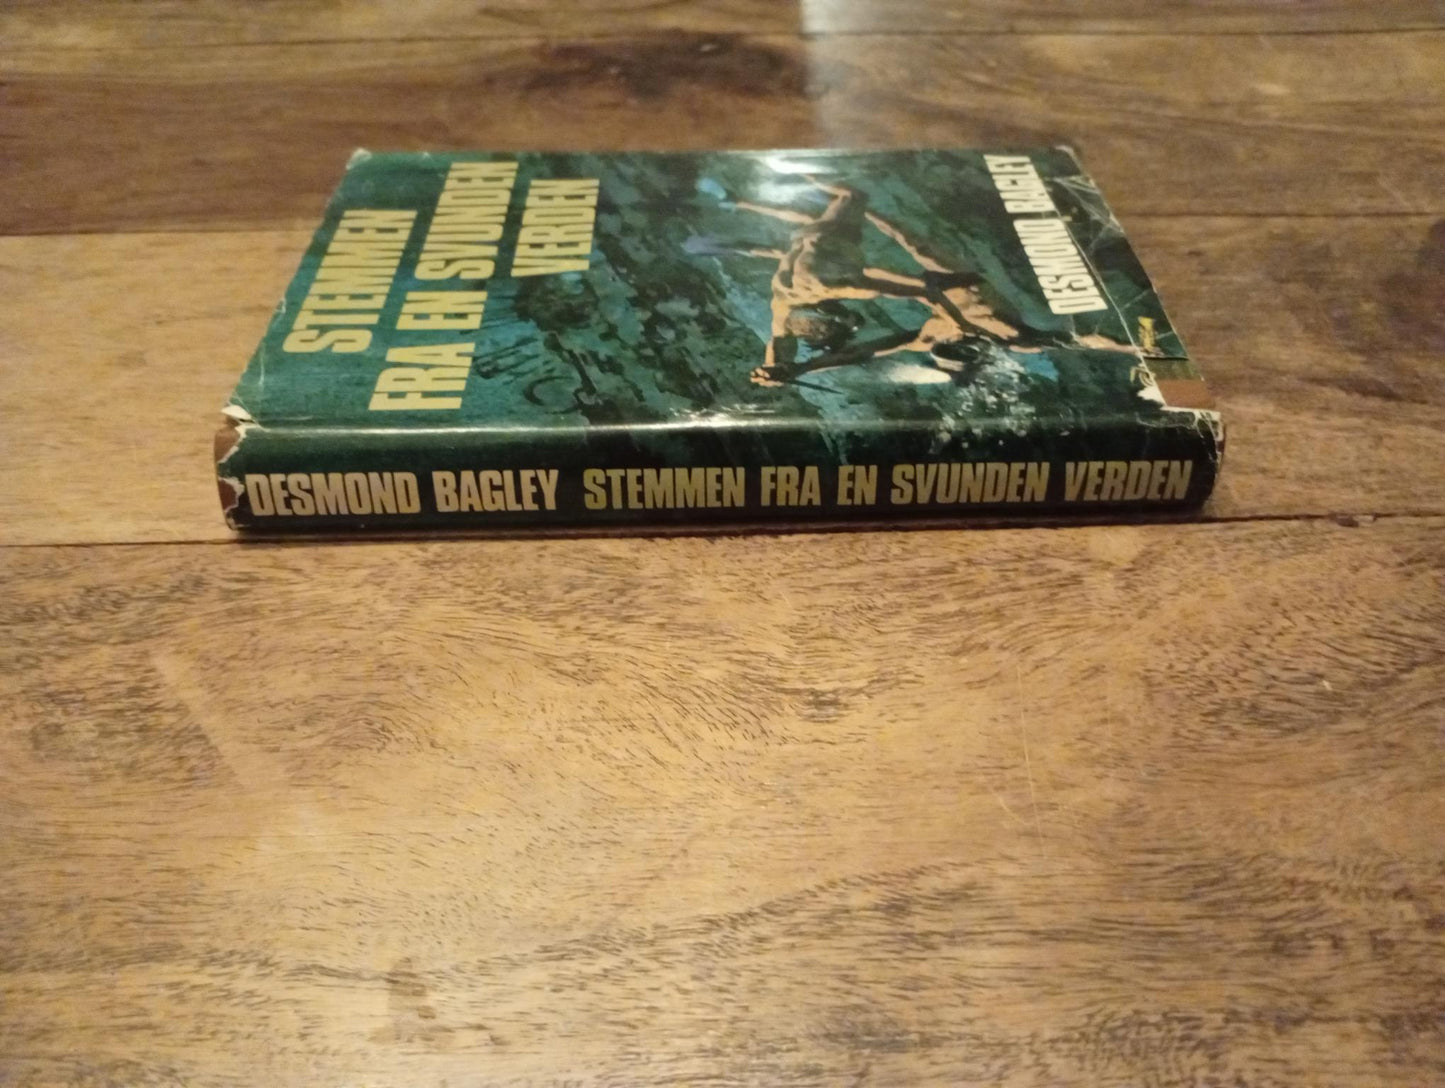 STEMMEN
FRA EN SVUNDEN
VERDEN
DESMOND BAGLEY
DESMOND BAGLEY STEMMEN FRA EN SVUNDEN VERDEN